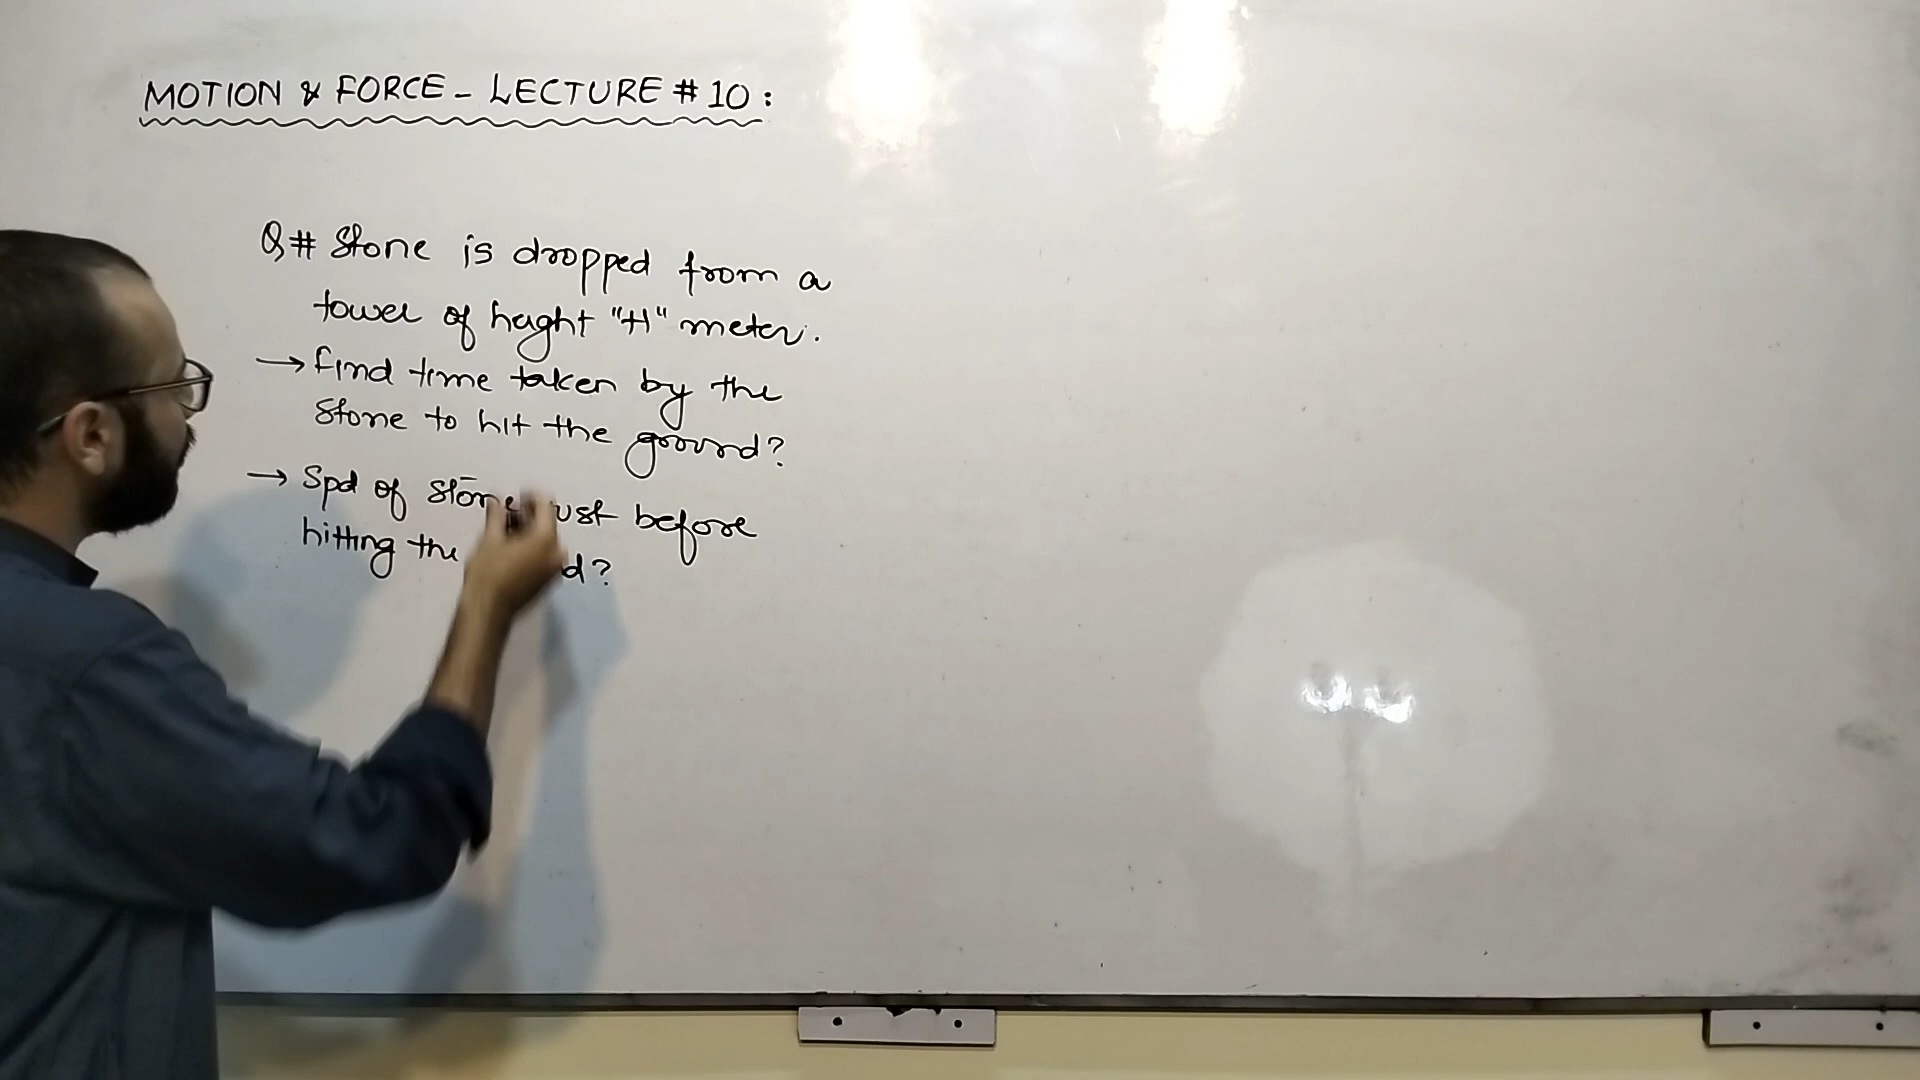 MOTION & FORCE - LECTURE # 10 :
Q# Stone is dropped from a
tower of height "H" meter.
→ Find time taken by the
stone to hit the ground?
→ Spd of stone just before
hitting the d?